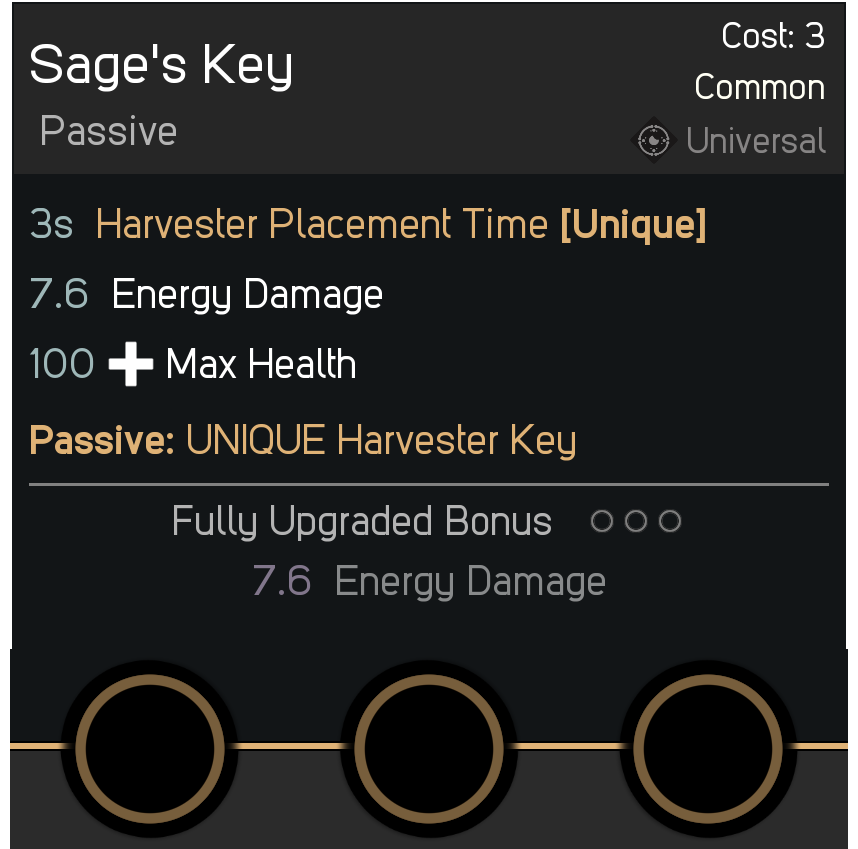 Sage's Key
Cost: 3
Common
Passive
Universal
3s Harvester Placement Time [Unique]
7.6 Energy Damage
100 Max Health
Passive: UNIQUE Harvester Key
Fully Upgraded Bonus
7.6 Energy Damage